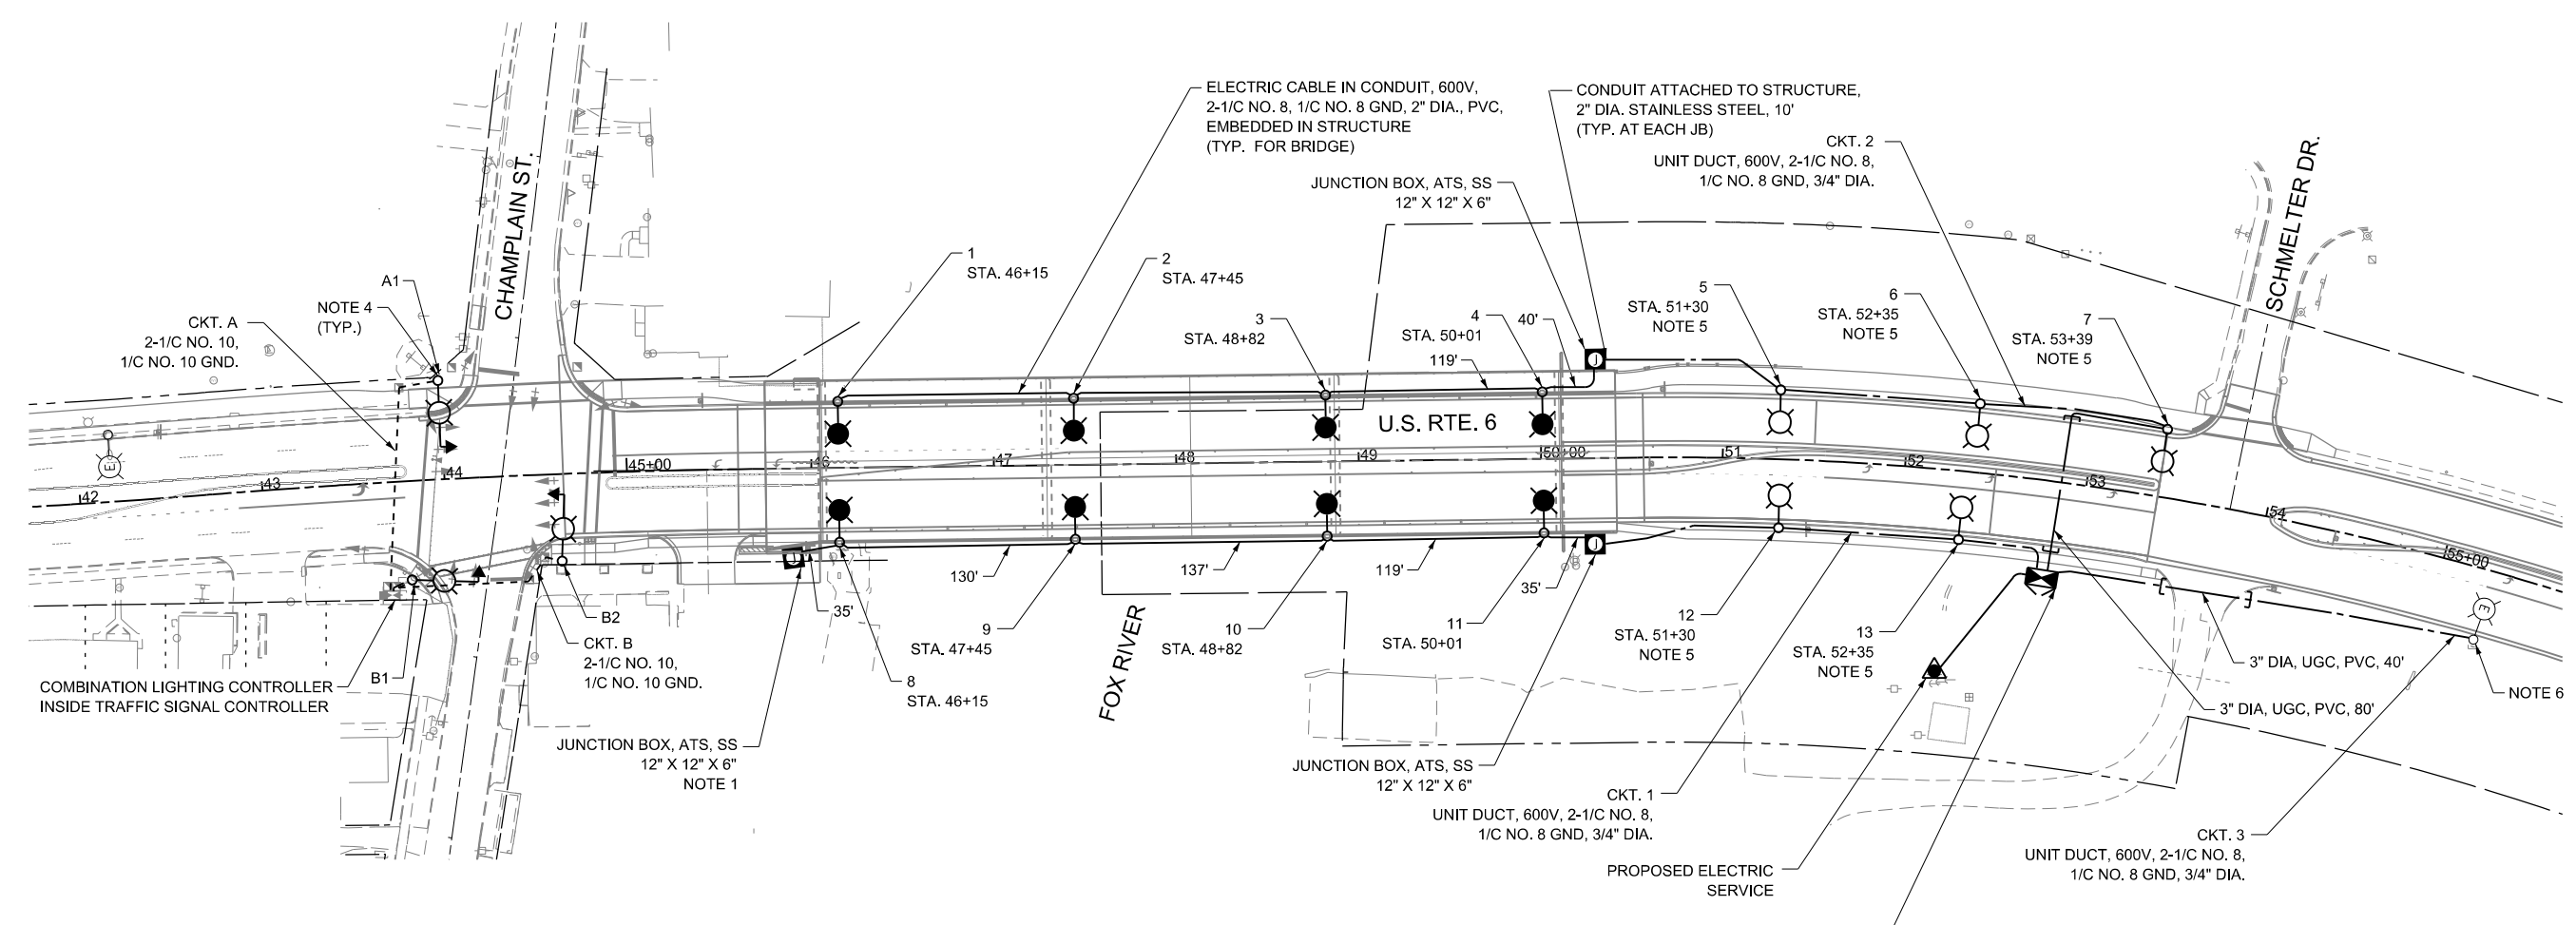 ELECTRIC CABLE IN CONDUIT, 600V,
2-1/C NO. 8, 1/C NO. 8 GND, 2" DIA., PVC,
EMBEDDED IN STRUCTURE
(TYP. FOR BRIDGE)
CONDUIT ATTACHED TO STRUCTURE,
2" DIA. STAINLESS STEEL, 10'
(TYP. AT EACH JB)
CKT. 2
UNIT DUCT, 600V, 2-1/C NO. 8,
1/C NO. 8 GND, 3/4" DIA.
JUNCTION BOX, ATS, SS
12" X 12" X 6"
CHAMPLAIN ST.
SCHMELTER DR.
A1
NOTE 4
(TYP.)
CKT. A
2-1/C NO. 10,
1/C NO. 10 GND.
1
STA. 46+15
2
STA. 47+45
3
STA. 48+82
4
STA. 50+01
40'
119'
5
STA. 51+30
NOTE 5
6
STA. 52+35
NOTE 5
7
STA. 53+39
NOTE 5
J
U.S. RTE. 6
E
42
43
44
45+00
46
47
48
49
50+00
51
52
53
54
55+00
E
J
J
35'
130'
137'
119'
35'
B1
B2
CKT. B
2-1/C NO. 10,
1/C NO. 10 GND.
8
STA. 46+15
9
STA. 47+45
10
STA. 48+82
11
STA. 50+01
12
STA. 51+30
NOTE 5
13
STA. 52+35
NOTE 5
FOX RIVER
COMBINATION LIGHTING CONTROLLER
INSIDE TRAFFIC SIGNAL CONTROLLER
JUNCTION BOX, ATS, SS
12" X 12" X 6"
NOTE 1
JUNCTION BOX, ATS, SS
12" X 12" X 6"
3" DIA, UGC, PVC, 40'
3" DIA, UGC, PVC, 80'
NOTE 6
CKT. 1
UNIT DUCT, 600V, 2-1/C NO. 8,
1/C NO. 8 GND, 3/4" DIA.
PROPOSED ELECTRIC
SERVICE
CKT. 3
UNIT DUCT, 600V, 2-1/C NO. 8,
1/C NO. 8 GND, 3/4" DIA.